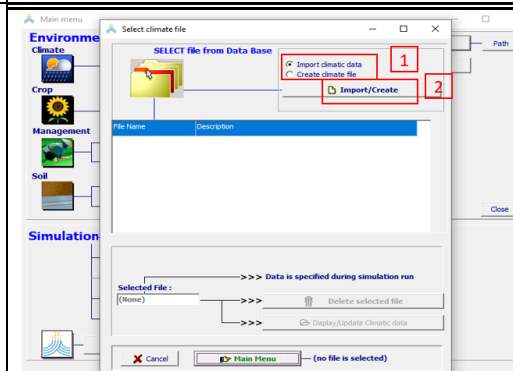 Main menu
Environme
Climate
Crop
Management
Soil
Simulation
Path
Close
Select climate file
SELECT file from Data Base
Import climatic data
Create climate file
1
Import/Create
2
File Name Description
>>> Data is specified during simulation run
Selected File :
(None)
>>> Delete selected file
>>> Display/Update Climatic data
Cancel
Main Menu
(no file is selected)